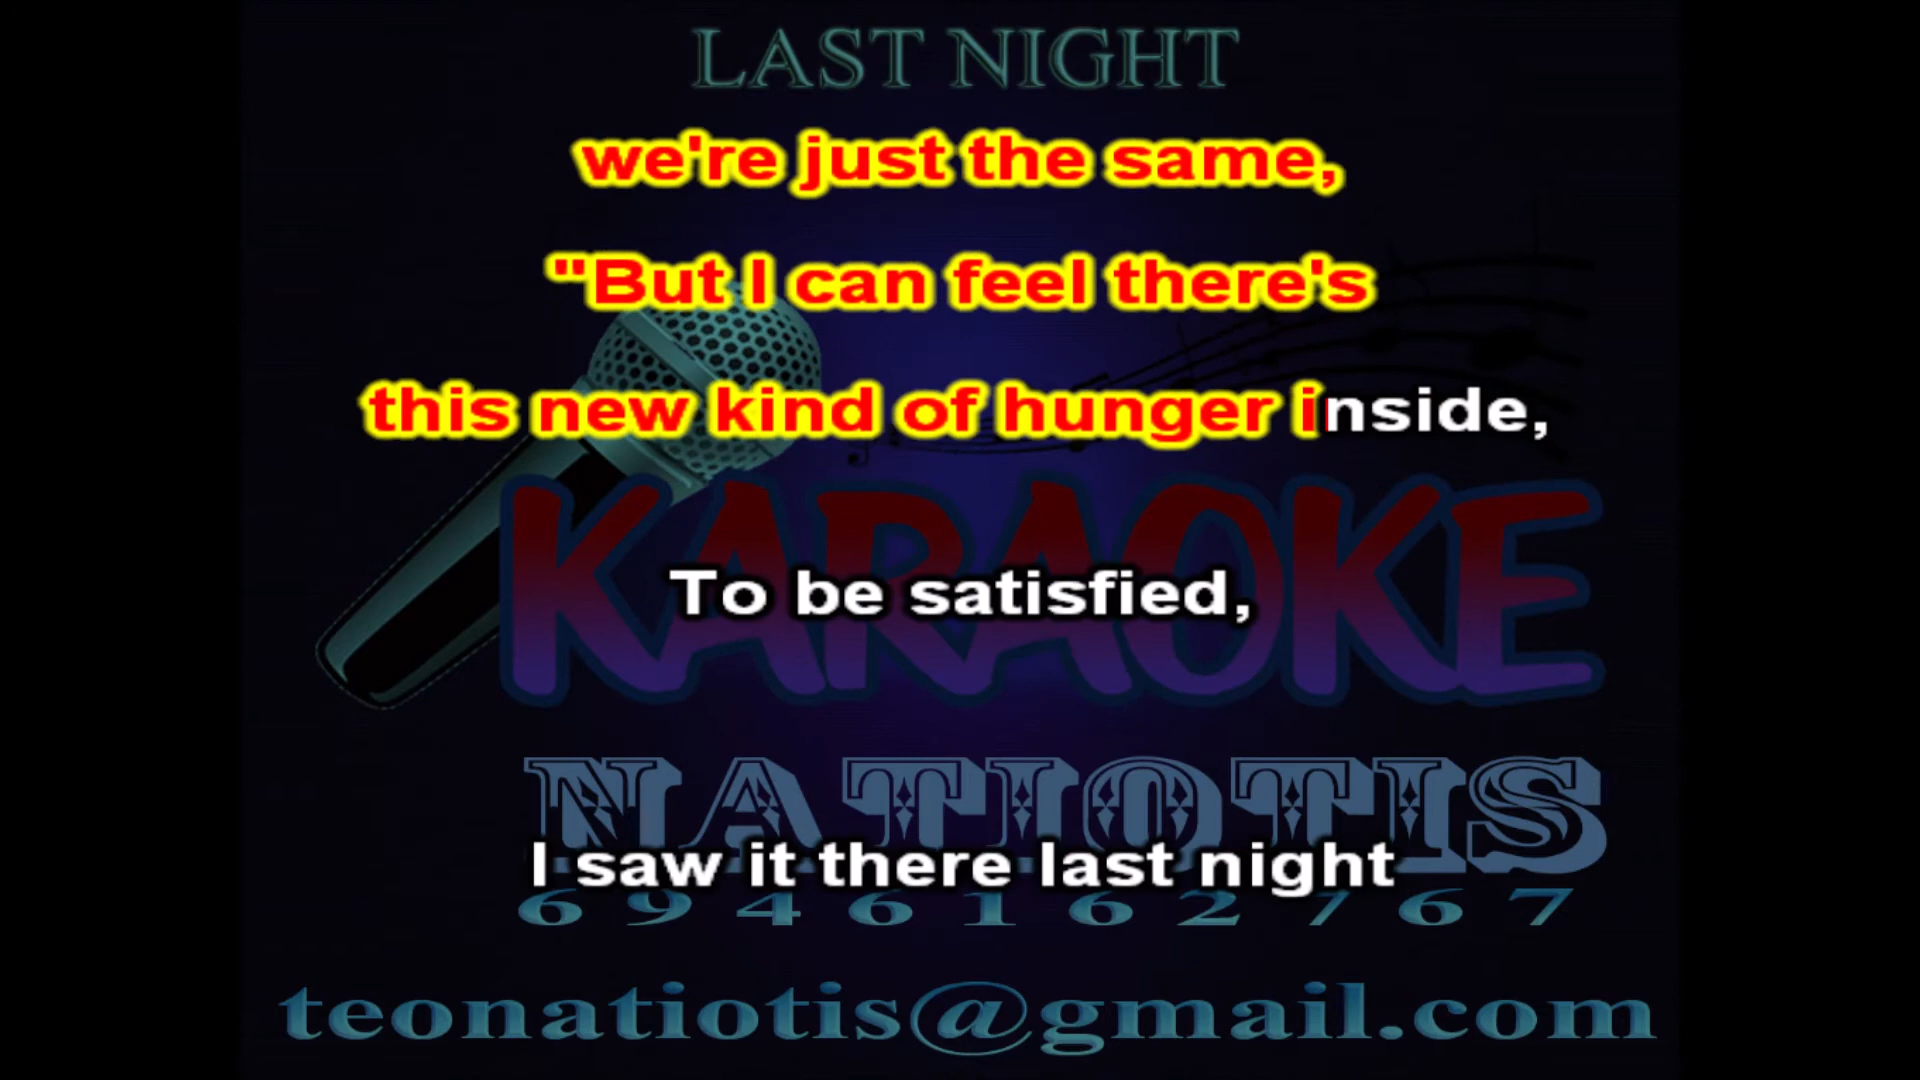 LAST NIGHT
we're just the same,
"But I can feel there's
this new kind of hunger inside,
KARAOKE
To be satisfied,
NATIOTIS
I saw it there last night
6946162767
teonatiotis@gmail.com